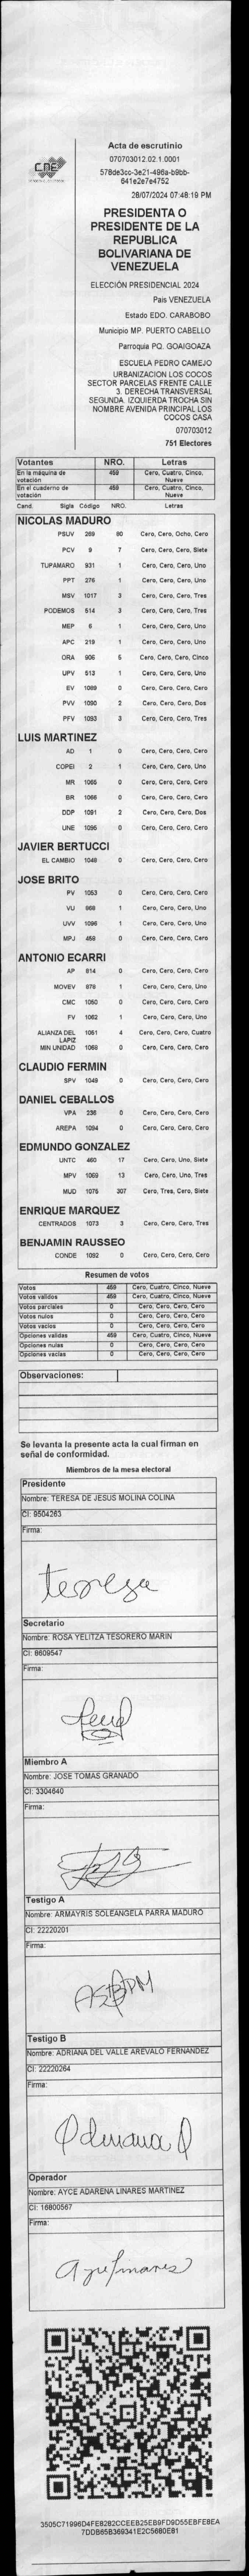 CNE
Acta de escrutinio
070703012.02.1.0001
578de3cc-3e21-496a-b9bb-
641e2e7e4752
28/07/2024 07:48:19 PM
PRESIDENTA O
PRESIDENTE DE LA
REPUBLICA
BOLIVARIANA DE
VENEZUELA
ELECCIÓN PRESIDENCIAL 2024
Pais VENEZUELA
Estado EDO. CARABOBO
Municipio MP. PUERTO CABELLO
Parroquia PQ. GOAIGOAZA
ESCUELA PEDRO CAMEJO
URBANIZACION LOS COCOS
SECTOR PARCELAS FRENTE CALLE
3. DERECHA TRANSVERSAL
SEGUNDA. IZQUIERDA TROCHA SIN
NOMBRE AVENIDA PRINCIPAL LOS
COCOS CASA
070703012
751 Electores
Votantes NRO. Letras
En la máquina de votación 459 Cero, Cuatro, Cinco, Nueve
En el cuaderno de votación 459 Cero, Cuatro, Cinco, Nueve
Cand. Sigla Código NRO. Letras
NICOLAS MADURO
PSUV 269 80 Cero, Cero, Ocho, Cero
PCV 9 7 Cero, Cero, Cero, Siete
TUPAMARO 931 1 Cero, Cero, Cero, Uno
PPT 276 1 Cero, Cero, Cero, Uno
MSV 1017 3 Cero, Cero, Cero, Tres
PODEMOS 514 3 Cero, Cero, Cero, Tres
MEP 6 1 Cero, Cero, Cero, Uno
APC 219 1 Cero, Cero, Cero, Uno
ORA 906 5 Cero, Cero, Cero, Cinco
UPV 513 1 Cero, Cero, Cero, Uno
EV 1089 0 Cero, Cero, Cero, Cero
PVV 1090 2 Cero, Cero, Cero, Dos
PFV 1093 3 Cero, Cero, Cero, Tres
LUIS MARTINEZ
AD 1 0 Cero, Cero, Cero, Cero
COPEI 2 1 Cero, Cero, Cero, Uno
MR 1066 0 Cero, Cero, Cero, Cero
BR 1068 0 Cero, Cero, Cero, Cero
DDP 1091 2 Cero, Cero, Cero, Dos
UNE 1095 0 Cero, Cero, Cero, Cero
JAVIER BERTUCCI
EL CAMBIO 1048 0 Cero, Cero, Cero, Cero
JOSE BRITO
PV 1053 0 Cero, Cero, Cero, Cero
VU 868 1 Cero, Cero, Cero, Uno
UVV 1096 1 Cero, Cero, Cero, Uno
MPJ 458 0 Cero, Cero, Cero, Cero
ANTONIO ECARRI
AP 814 0 Cero, Cero, Cero, Cero
MOVEV 878 1 Cero, Cero, Cero, Uno
CMC 1050 0 Cero, Cero, Cero, Cero
FV 1062 1 Cero, Cero, Cero, Uno
ALIANZA DEL LAPIZ 1051 4 Cero, Cero, Cero, Cuatro
MIN UNIDAD 1088 0 Cero, Cero, Cero, Cero
CLAUDIO FERMIN
SPV 1049 0 Cero, Cero, Cero, Cero
DANIEL CEBALLOS
VPA 236 0 Cero, Cero, Cero, Cero
AREPA 1094 0 Cero, Cero, Cero, Cero
EDMUNDO GONZALEZ
UNTC 460 17 Cero, Cero, Uno, Siete
MPV 1069 13 Cero, Cero, Uno, Tres
MUD 1075 307 Cero, Tres, Cero, Siete
ENRIQUE MARQUEZ
CENTRADOS 1073 3 Cero, Cero, Cero, Tres
BENJAMIN RAUSSEO
CONDE 1092 0 Cero, Cero, Cero, Cero
Resumen de votos
Votos 459 Cero, Cuatro, Cinco, Nueve
Votos validos 459 Cero, Cuatro, Cinco, Nueve
Votos parciales 0 Cero, Cero, Cero, Cero
Votos nulos 0 Cero, Cero, Cero, Cero
Votos vacios 0 Cero, Cero, Cero, Cero
Opciones validas 459 Cero, Cuatro, Cinco, Nueve
Opciones nulas 0 Cero, Cero, Cero, Cero
Opciones vacias 0 Cero, Cero, Cero, Cero
Observaciones:
Se levanta la presente acta la cual firman en
señal de conformidad.
Miembros de la mesa electoral
Presidente
Nombre: TERESA DE JESUS MOLINA COLINA
CI: 9504263
Firma:
teresa
Secretario
Nombre: ROSA YELITZA TESORERO MARIN
CI: 8609547
Firma:
Miembro A
Nombre: JOSE TOMAS GRANADO
CI: 3304640
Firma:
Testigo A
Nombre: ARMAYRIS SOLEANGELA PARRA MADURO
CI: 22220201
Firma:
Testigo B
Nombre: ADRIANA DEL VALLE AREVALO FERNANDEZ
CI: 22220264
Firma:
Adriana A
Operador
Nombre: AYCE ADARENA LINARES MARTINEZ
CI: 16800567
Firma:
3505C71996D4FE8282CCEEB25EB9FD9D55EBFE8EA
7DDB65B369341E2C5680E81